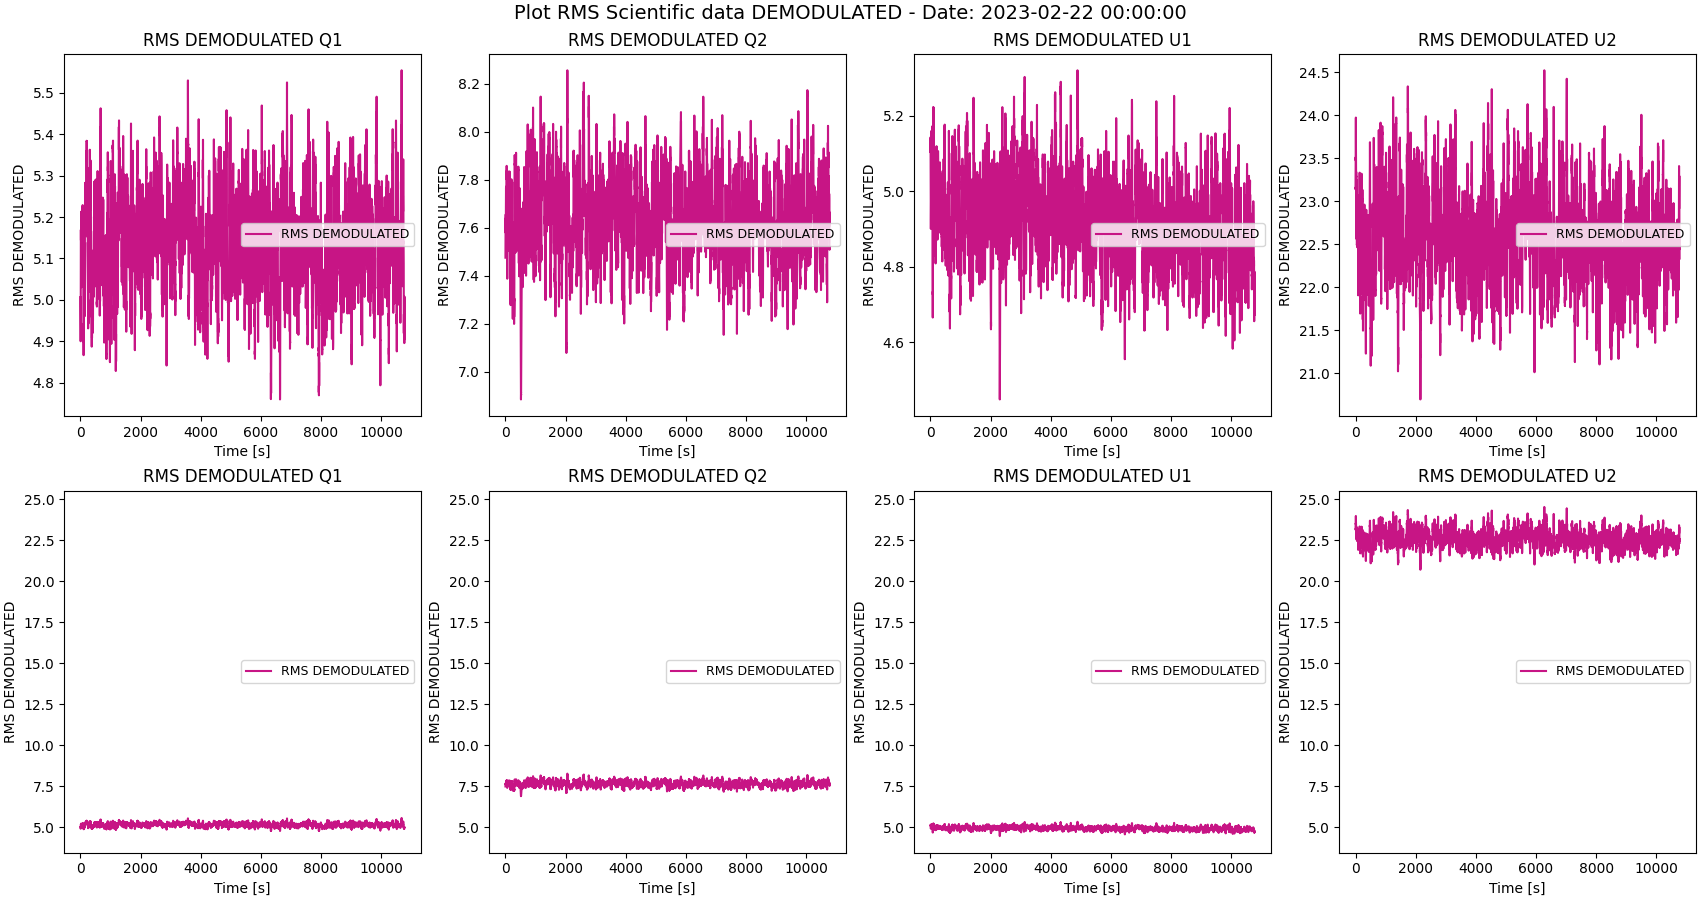 Plot RMS Scientific data DEMODULATED - Date: 2023-02-22 00:00:00
RMS DEMODULATED Q1
RMS DEMODULATED
5.5
5.4
5.3
5.2
5.1
5.0
4.9
4.8
RMS DEMODULATED
0 2000 4000 6000 8000 10000
Time [s]
RMS DEMODULATED Q2
RMS DEMODULATED
8.2
8.0
7.8
7.6
7.4
7.2
7.0
RMS DEMODULATED
0 2000 4000 6000 8000 10000
Time [s]
RMS DEMODULATED U1
RMS DEMODULATED
5.2
5.0
4.8
4.6
RMS DEMODULATED
0 2000 4000 6000 8000 10000
Time [s]
RMS DEMODULATED U2
RMS DEMODULATED
24.5
24.0
23.5
23.0
22.5
22.0
21.5
21.0
RMS DEMODULATED
0 2000 4000 6000 8000 10000
Time [s]
RMS DEMODULATED Q1
RMS DEMODULATED
25.0
22.5
20.0
17.5
15.0
12.5
10.0
7.5
5.0
RMS DEMODULATED
0 2000 4000 6000 8000 10000
Time [s]
RMS DEMODULATED Q2
RMS DEMODULATED
25.0
22.5
20.0
17.5
15.0
12.5
10.0
7.5
5.0
RMS DEMODULATED
0 2000 4000 6000 8000 10000
Time [s]
RMS DEMODULATED U1
RMS DEMODULATED
25.0
22.5
20.0
17.5
15.0
12.5
10.0
7.5
5.0
RMS DEMODULATED
0 2000 4000 6000 8000 10000
Time [s]
RMS DEMODULATED U2
RMS DEMODULATED
25.0
22.5
20.0
17.5
15.0
12.5
10.0
7.5
5.0
RMS DEMODULATED
0 2000 4000 6000 8000 10000
Time [s]